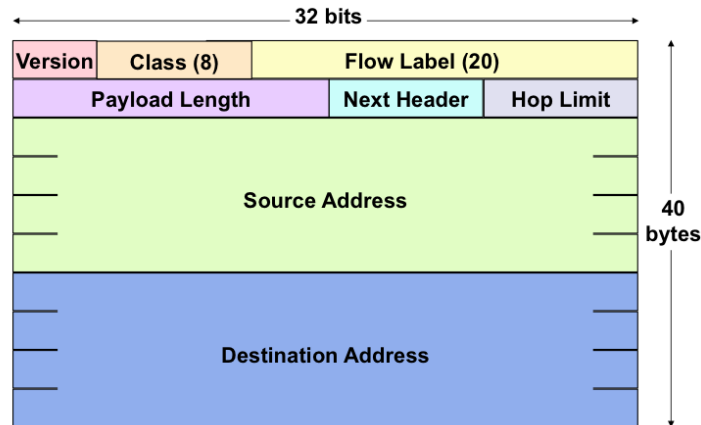 32 bits
Version Class (8) Flow Label (20)
Payload Length Next Header Hop Limit
Source Address
40
bytes
Destination Address